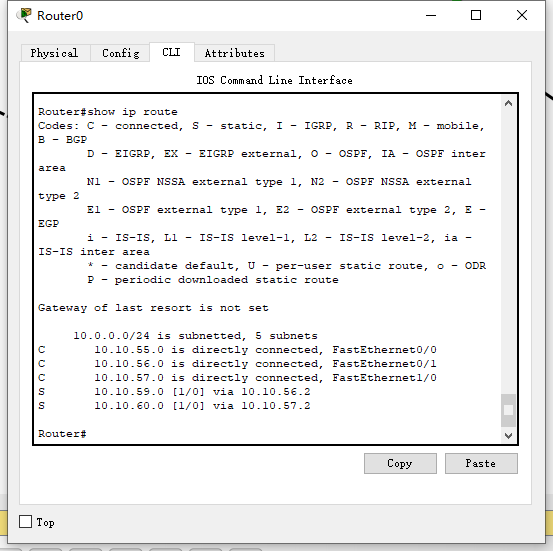 Router0
Physical Config CLI Attributes
IOS Command Line Interface
Router#show ip route
Codes: C - connected, S - static, I - IGRP, R - RIP, M - mobile,
B - BGP
D - EIGRP, EX - EIGRP external, O - OSPF, IA - OSPF inter
area
N1 - OSPF NSSA external type 1, N2 - OSPF NSSA external
type 2
E1 - OSPF external type 1, E2 - OSPF external type 2, E -
EGP
i - IS-IS, L1 - IS-IS level-1, L2 - IS-IS level-2, ia -
IS-IS inter area
* - candidate default, U - per-user static route, o - ODR
P - periodic downloaded static route
Gateway of last resort is not set
10.0.0.0/24 is subnetted, 5 subnets
C 10.10.55.0 is directly connected, FastEthernet0/0
C 10.10.56.0 is directly connected, FastEthernet0/1
C 10.10.57.0 is directly connected, FastEthernet1/0
S 10.10.59.0 [1/0] via 10.10.56.2
S 10.10.60.0 [1/0] via 10.10.57.2
Router#
Copy Paste
Top